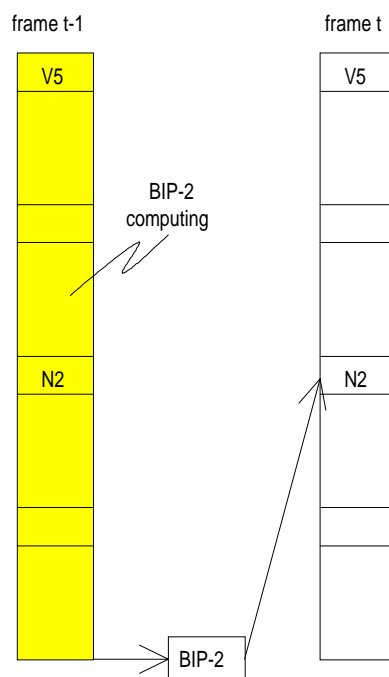 frame t-1
frame t
V5
V5
BIP-2
computing
N2
N2
BIP-2